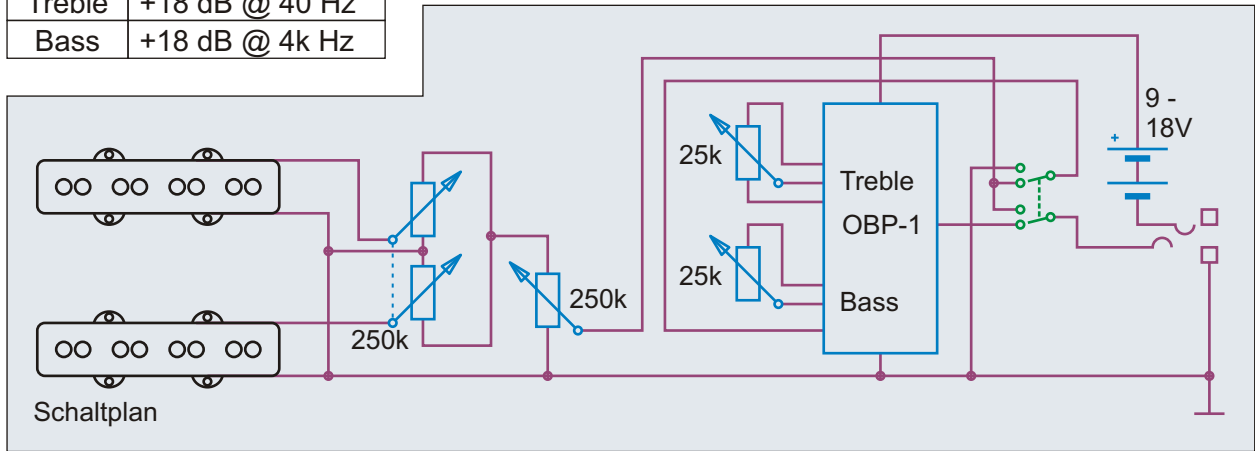 Treble +18 dB @ 40 Hz
Bass +18 dB @ 4k Hz
9 -
18V
+
25k
Treble
OBP-1
25k
Bass
250k
250k
Schaltplan